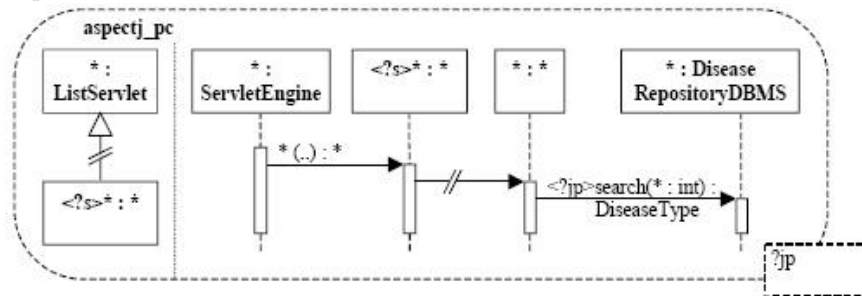 aspectj_pc
* :
ListServlet
* :
ServletEngine
<?s>* : *
* : *
* : Disease
RepositoryDBMS
* (..) : *
<?s>* : *
<?jp>search(* : int) :
DiseaseType
?jp